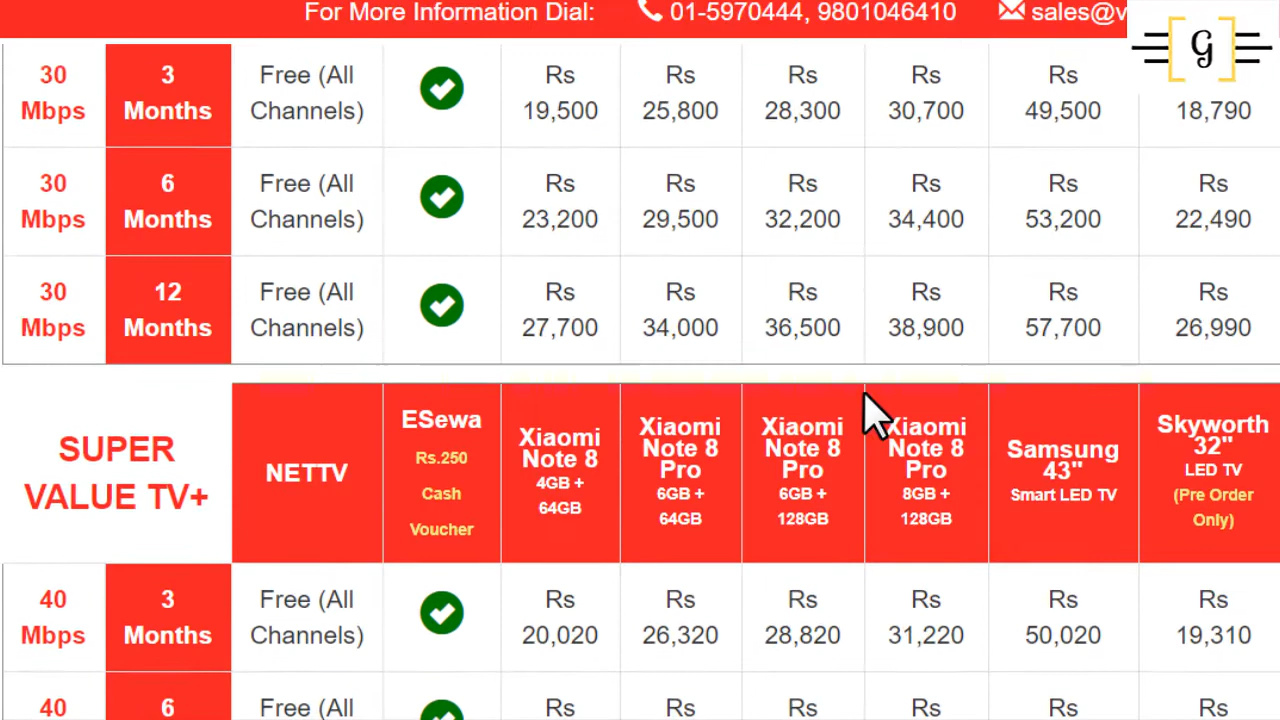 For More Information Dial: 01-5970444, 9801046410 sales@v
G
30 Mbps 3 Months Free (All Channels) Rs 19,500 Rs 25,800 Rs 28,300 Rs 30,700 Rs 49,500 18,790
30 Mbps 6 Months Free (All Channels) Rs 23,200 Rs 29,500 Rs 32,200 Rs 34,400 Rs 53,200 Rs 22,490
30 Mbps 12 Months Free (All Channels) Rs 27,700 Rs 34,000 Rs 36,500 Rs 38,900 Rs 57,700 Rs 26,990
SUPER VALUE TV+ NETTV ESewa Rs.250 Cash Voucher Xiaomi Note 8 4GB + 64GB Xiaomi Note 8 Pro 6GB + 64GB Xiaomi Note 8 Pro 6GB + 128GB Xiaomi Note 8 Pro 8GB + 128GB Samsung 43" Smart LED TV Skyworth 32" LED TV (Pre Order Only)
40 Mbps 3 Months Free (All Channels) Rs 20,020 Rs 26,320 Rs 28,820 Rs 31,220 Rs 50,020 Rs 19,310
40 6 Free (All Rs Rs Rs Rs Rs Rs